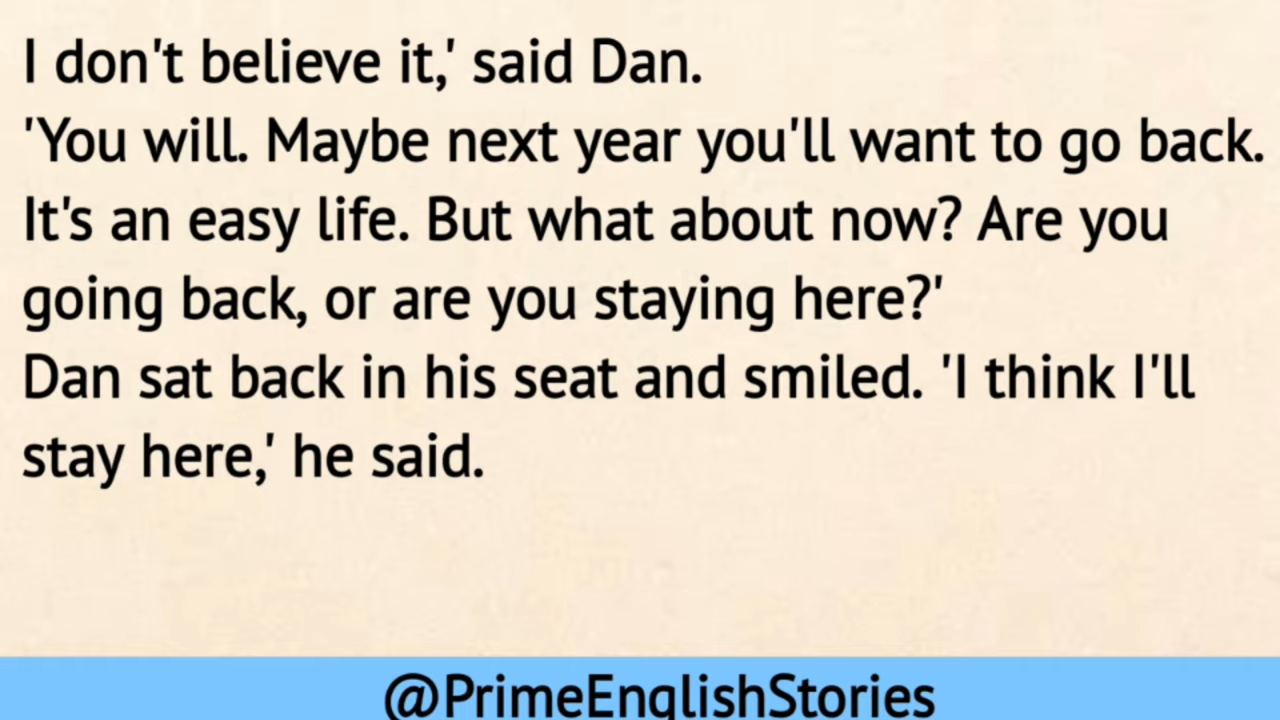 I don't believe it,' said Dan.
'You will. Maybe next year you'll want to go back.
It's an easy life. But what about now? Are you
going back, or are you staying here?'
Dan sat back in his seat and smiled. 'I think I'll
stay here,' he said.
@PrimeEnglishStories